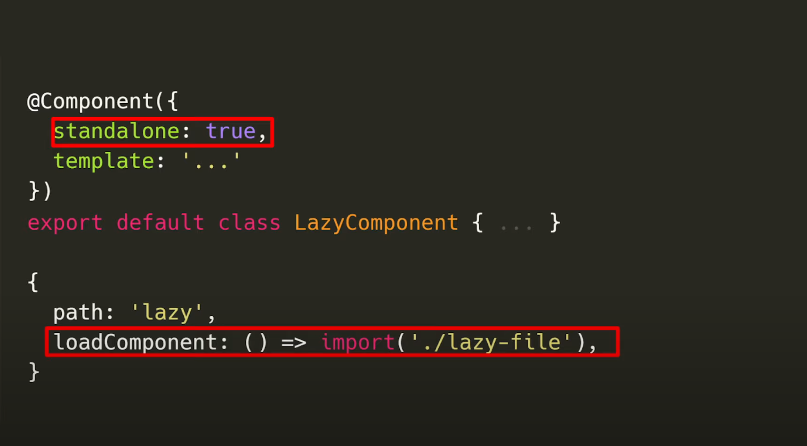 @Component({
  standalone: true,
  template: '...'
})
export default class LazyComponent { ... }
{
  path: 'lazy',
  loadComponent: () => import('./lazy-file'),
}